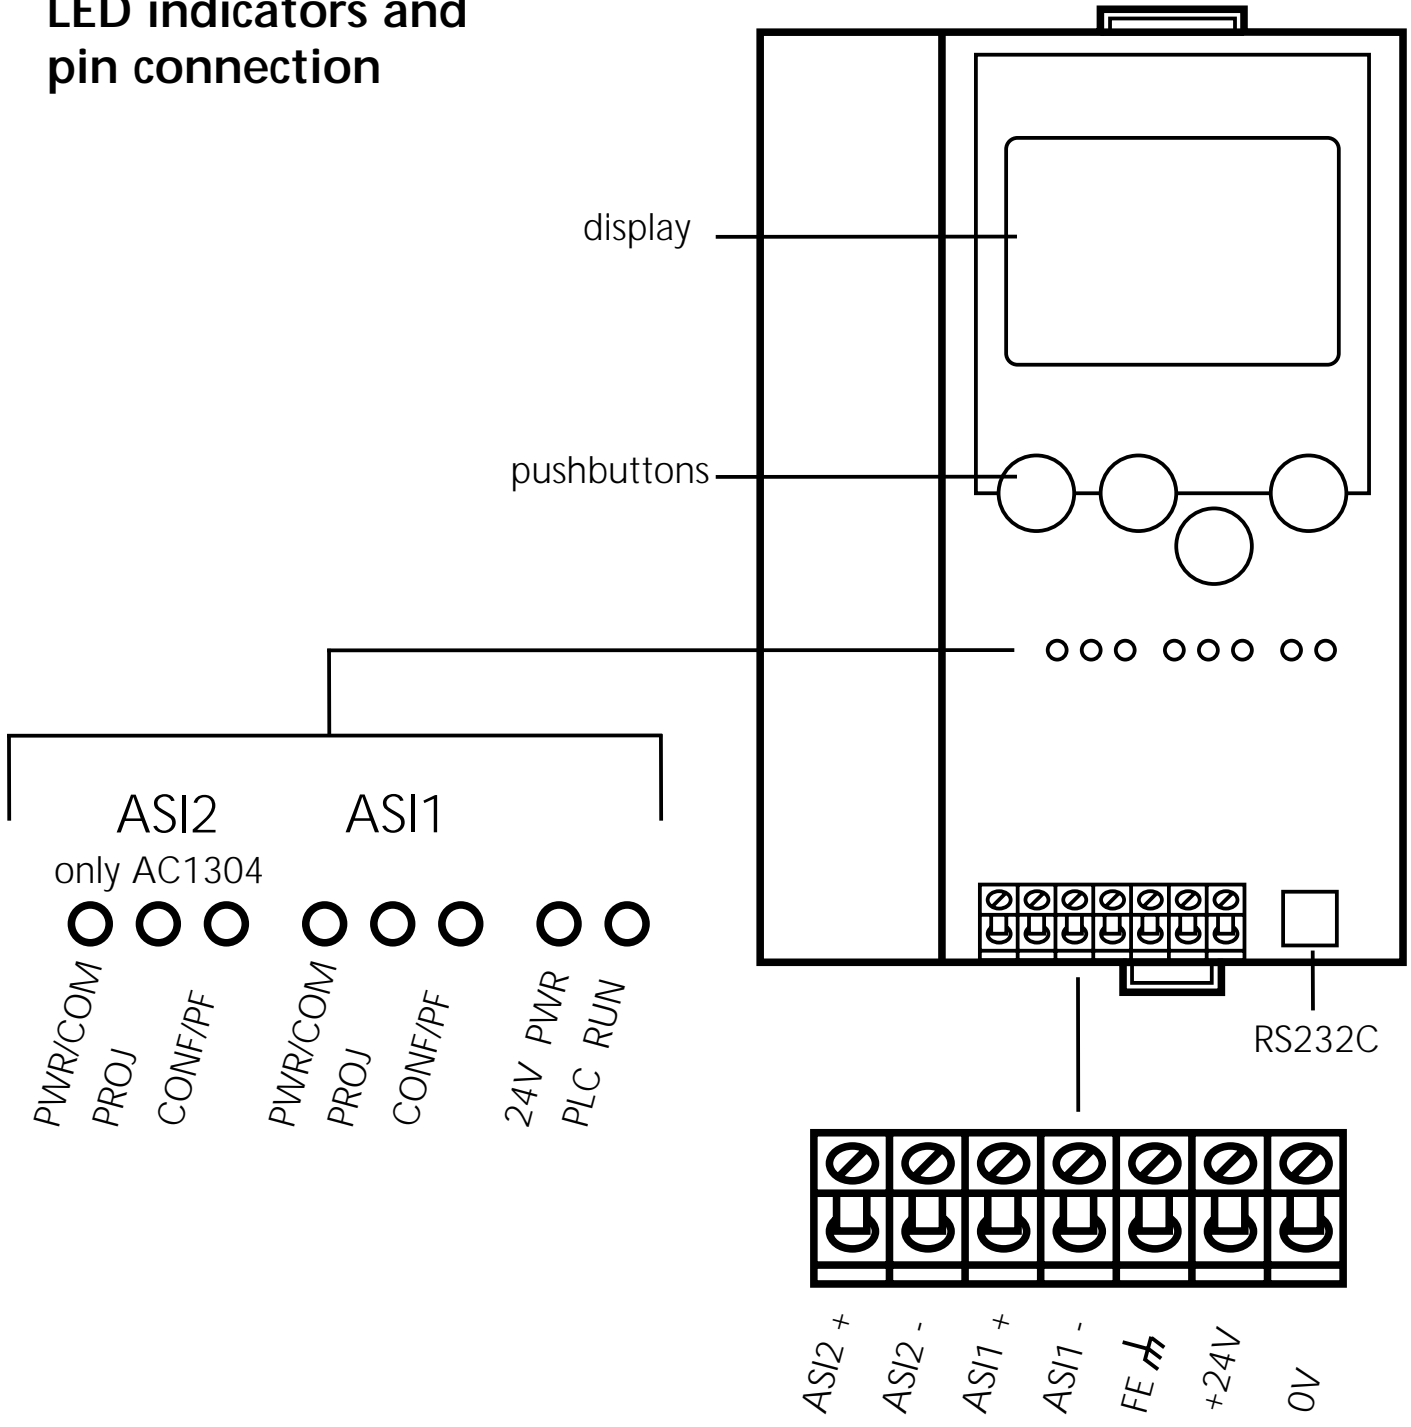 LED indicators and
pin connection
display
pushbuttons
ASI2
ASI1
only AC1304
PWR/COM
PROJ
CONF/PF
PWR/COM
PROJ
CONF/PF
24V PWR
PLC RUN
RS232C
ASI2 +
ASI2 -
ASI1 +
ASI1 -
FE
+24V
0V